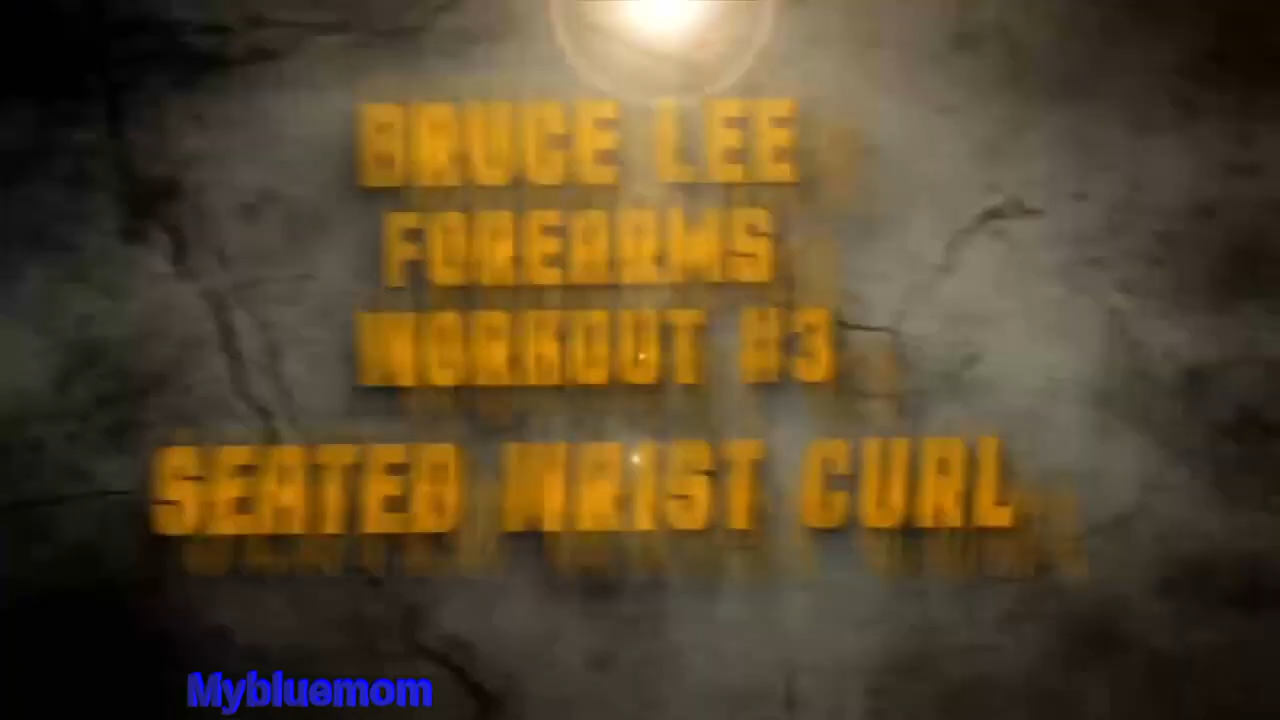 BRUCE LEE
FOREARMS
WORKOUT #3
SEATED WRIST CURL
Mybluemom